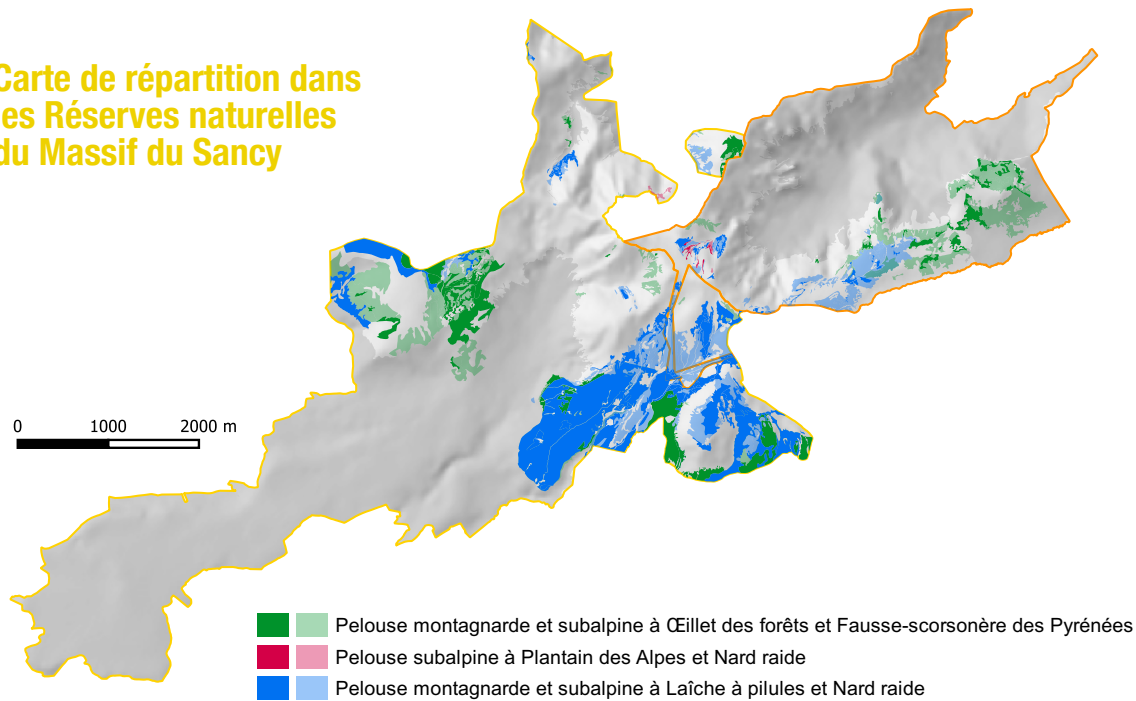 Carte de répartition dans
les Réserves naturelles
du Massif du Sancy
0 1000 2000 m
Pelouse montagnarde et subalpine à Œillet des forêts et Fausse-scorsonère des Pyrénées
Pelouse subalpine à Plantain des Alpes et Nard raide
Pelouse montagnarde et subalpine à Laîche à pilules et Nard raide